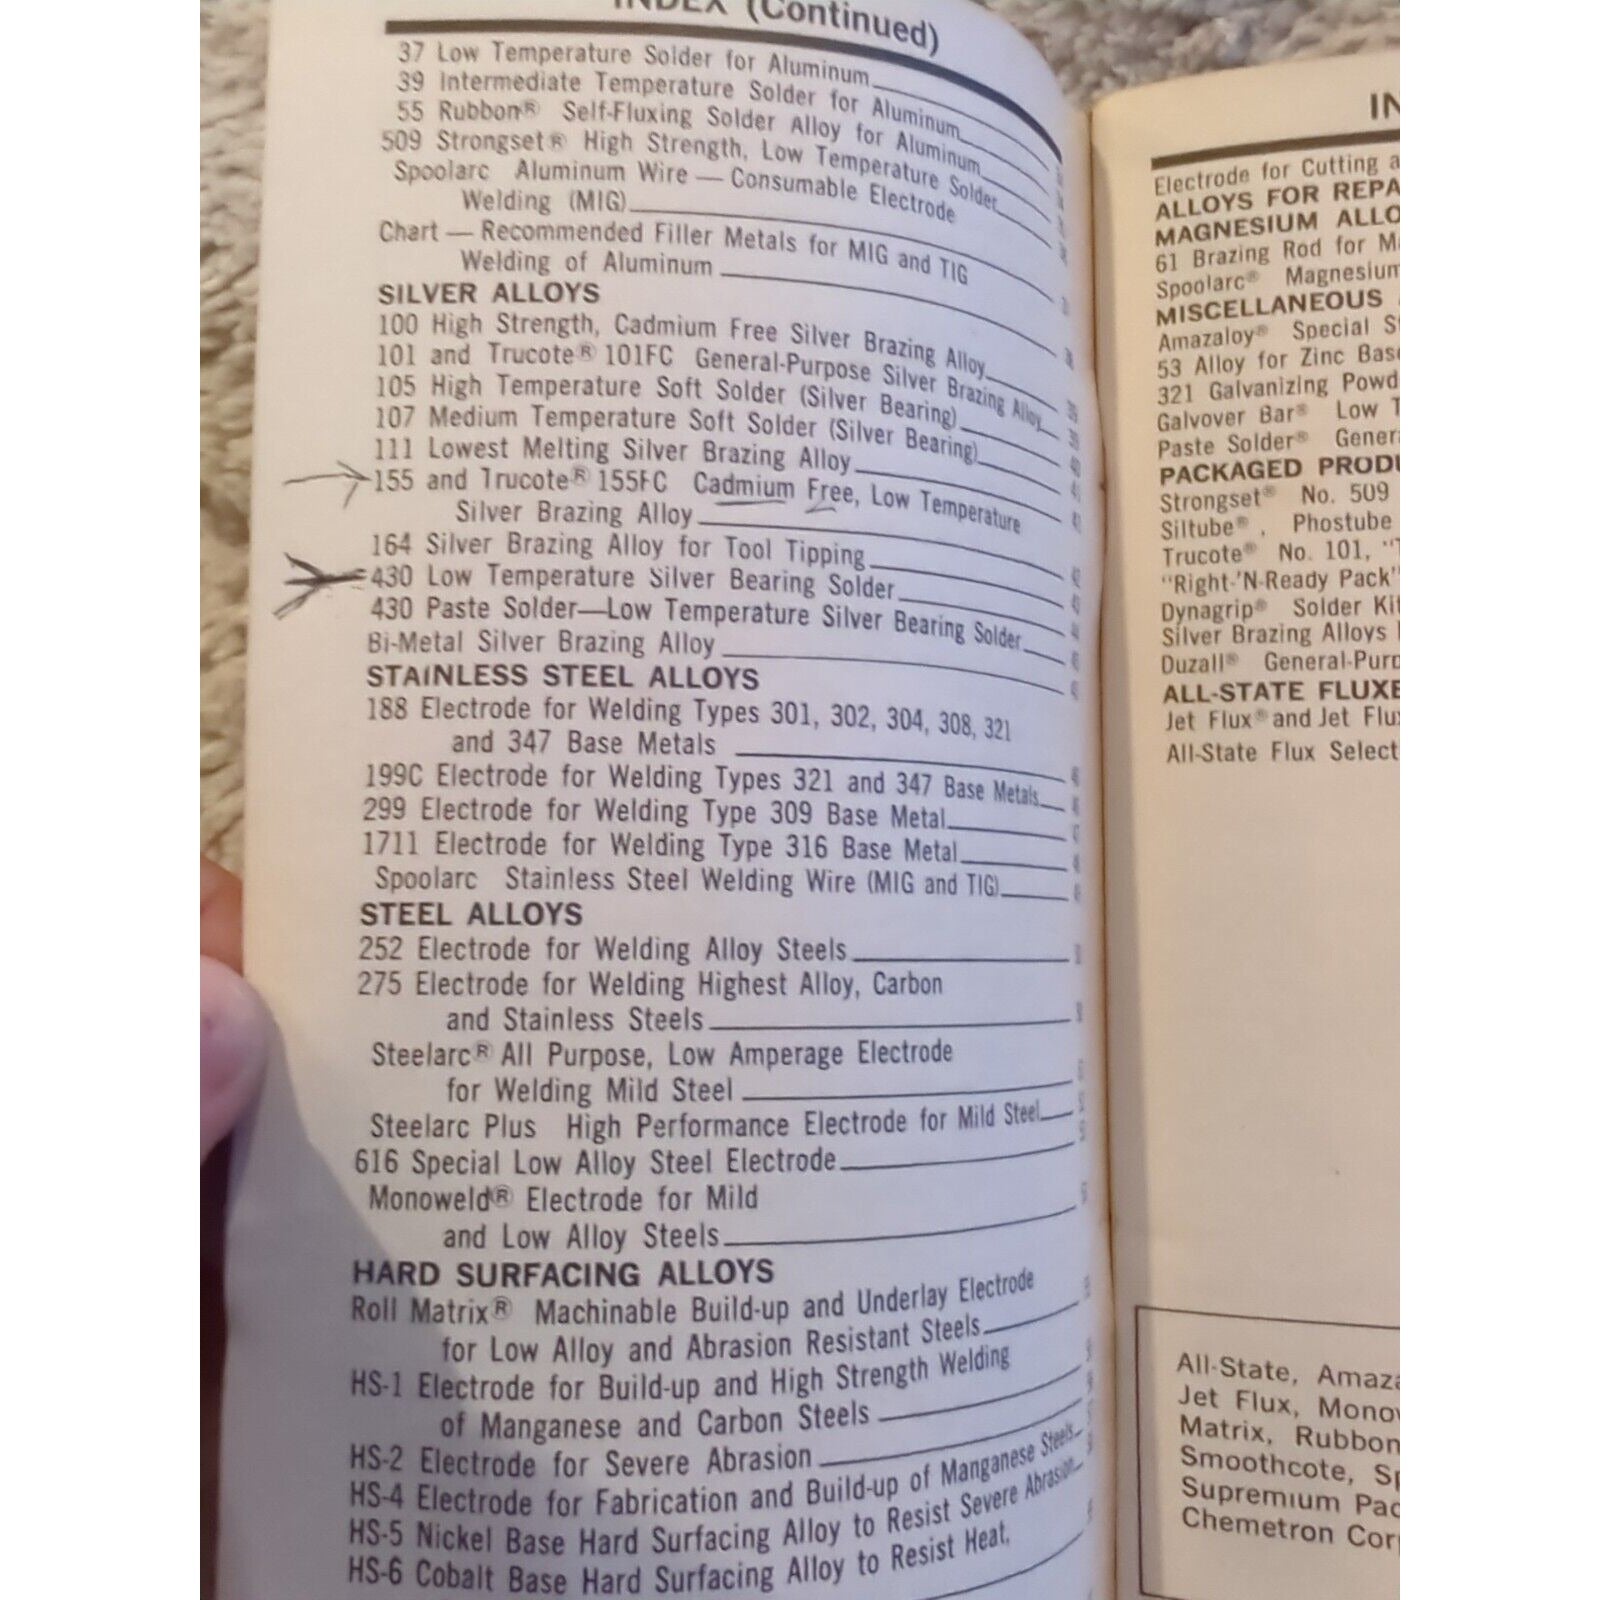 INDEX (Continued)
37 Low Temperature Solder for Aluminum
39 Intermediate Temperature Solder for Aluminum
55 Rubbon® Self-Fluxing Solder Alloy for Aluminum
509 Strongset® High Strength, Low Temperature Solder
Spoolarc Aluminum Wire — Consumable Electrode
Welding (MIG)
Chart — Recommended Filler Metals for MIG and TIG
Welding of Aluminum
SILVER ALLOYS
100 High Strength, Cadmium Free Silver Brazing Alloy
101 and Trucote® 101FC General-Purpose Silver Brazing Alloy
105 High Temperature Soft Solder (Silver Bearing)
107 Medium Temperature Soft Solder (Silver Bearing)
111 Lowest Melting Silver Brazing Alloy
155 and Trucote® 155FC Cadmium Free, Low Temperature
Silver Brazing Alloy
164 Silver Brazing Alloy for Tool Tipping
430 Low Temperature Silver Bearing Solder
430 Paste Solder—Low Temperature Silver Bearing Solder
Bi-Metal Silver Brazing Alloy
STAINLESS STEEL ALLOYS
188 Electrode for Welding Types 301, 302, 304, 308, 321
and 347 Base Metals
199C Electrode for Welding Types 321 and 347 Base Metals
299 Electrode for Welding Type 309 Base Metal
1711 Electrode for Welding Type 316 Base Metal
Spoolarc Stainless Steel Welding Wire (MIG and TIG)
STEEL ALLOYS
252 Electrode for Welding Alloy Steels
275 Electrode for Welding Highest Alloy, Carbon
and Stainless Steels
Steelarc® All Purpose, Low Amperage Electrode
for Welding Mild Steel
Steelarc Plus High Performance Electrode for Mild Steel
616 Special Low Alloy Steel Electrode
Monoweld® Electrode for Mild
and Low Alloy Steels
HARD SURFACING ALLOYS
Roll Matrix® Machinable Build-up and Underlay Electrode
for Low Alloy and Abrasion Resistant Steels
HS-1 Electrode for Build-up and High Strength Welding
of Manganese and Carbon Steels
HS-2 Electrode for Severe Abrasion
HS-4 Electrode for Fabrication and Build-up of Manganese Steels
HS-5 Nickel Base Hard Surfacing Alloy to Resist Severe Abrasion
HS-6 Cobalt Base Hard Surfacing Alloy to Resist Heat,
Electrode for Cutting
ALLOYS FOR
MAGNESIUM
61 Brazing Rod for
Spoolarc® Magnesium
MISCELLANEOUS
Amazaloy® Special
53 Alloy for Zinc
321 Galvanizing
Galvover Bar® Low
Paste Solder®
PACKAGED
Strongset® No. 509
Siltube®, Phostube
Trucote® No. 101,
"Right-'N-Ready Pack"
Dynagrip® Solder
Silver Brazing Alloys
Duzall®
ALL-STATE
Jet Flux® and Jet
All-State Flux
All-State,
Jet Flux,
Matrix, Rubbon
Smoothcote,
Supremium
Chemetron